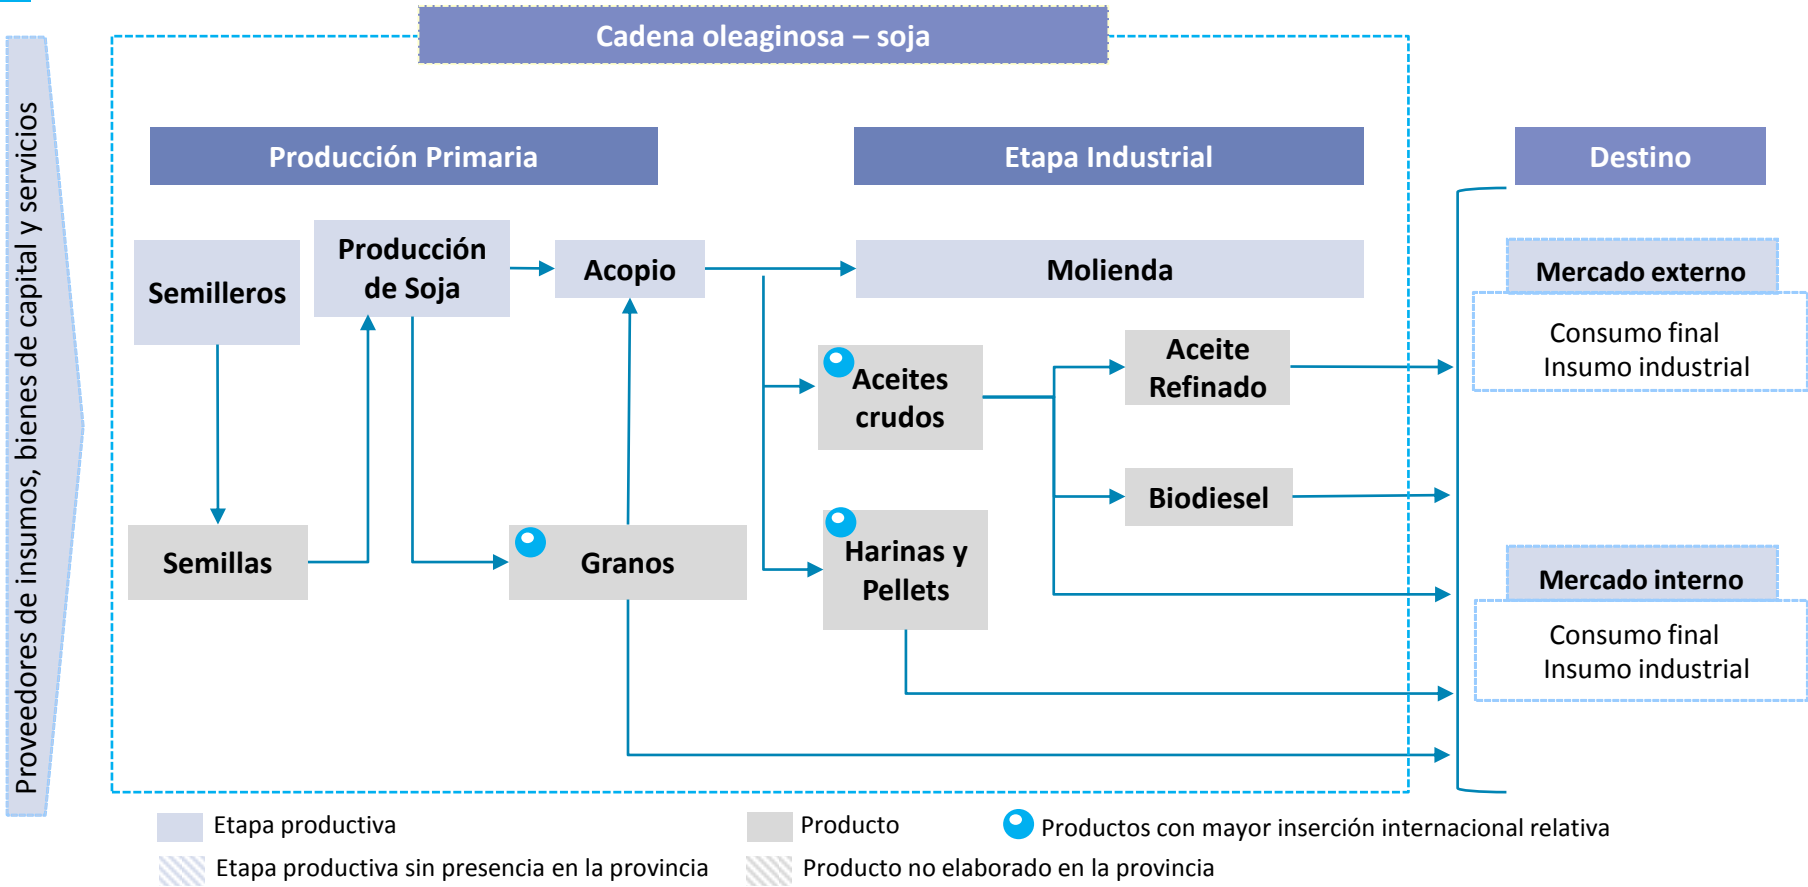 Cadena oleaginosa – soja
Proveedores de insumos, bienes de capital y servicios
Producción Primaria
Etapa Industrial
Destino
Semilleros
Producción
de Soja
Acopio
Molienda
Mercado externo
Consumo final
Insumo industrial
Aceites
crudos
Aceite
Refinado
Semillas
Granos
Harinas y
Pellets
Biodiesel
Mercado interno
Consumo final
Insumo industrial
Etapa productiva
Producto
Productos con mayor inserción internacional relativa
Etapa productiva sin presencia en la provincia
Producto no elaborado en la provincia